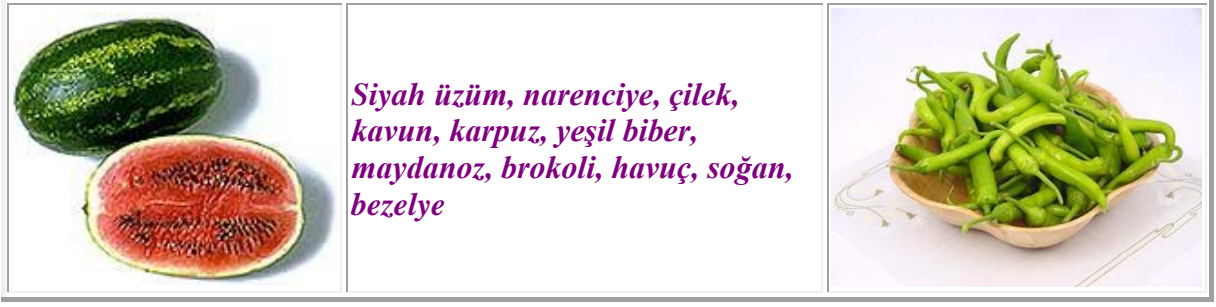 Siyah üzüm, narenciye, çilek,
kavun, karpuz, yeşil biber,
maydanoz, brokoli, havuç, soğan,
bezelye